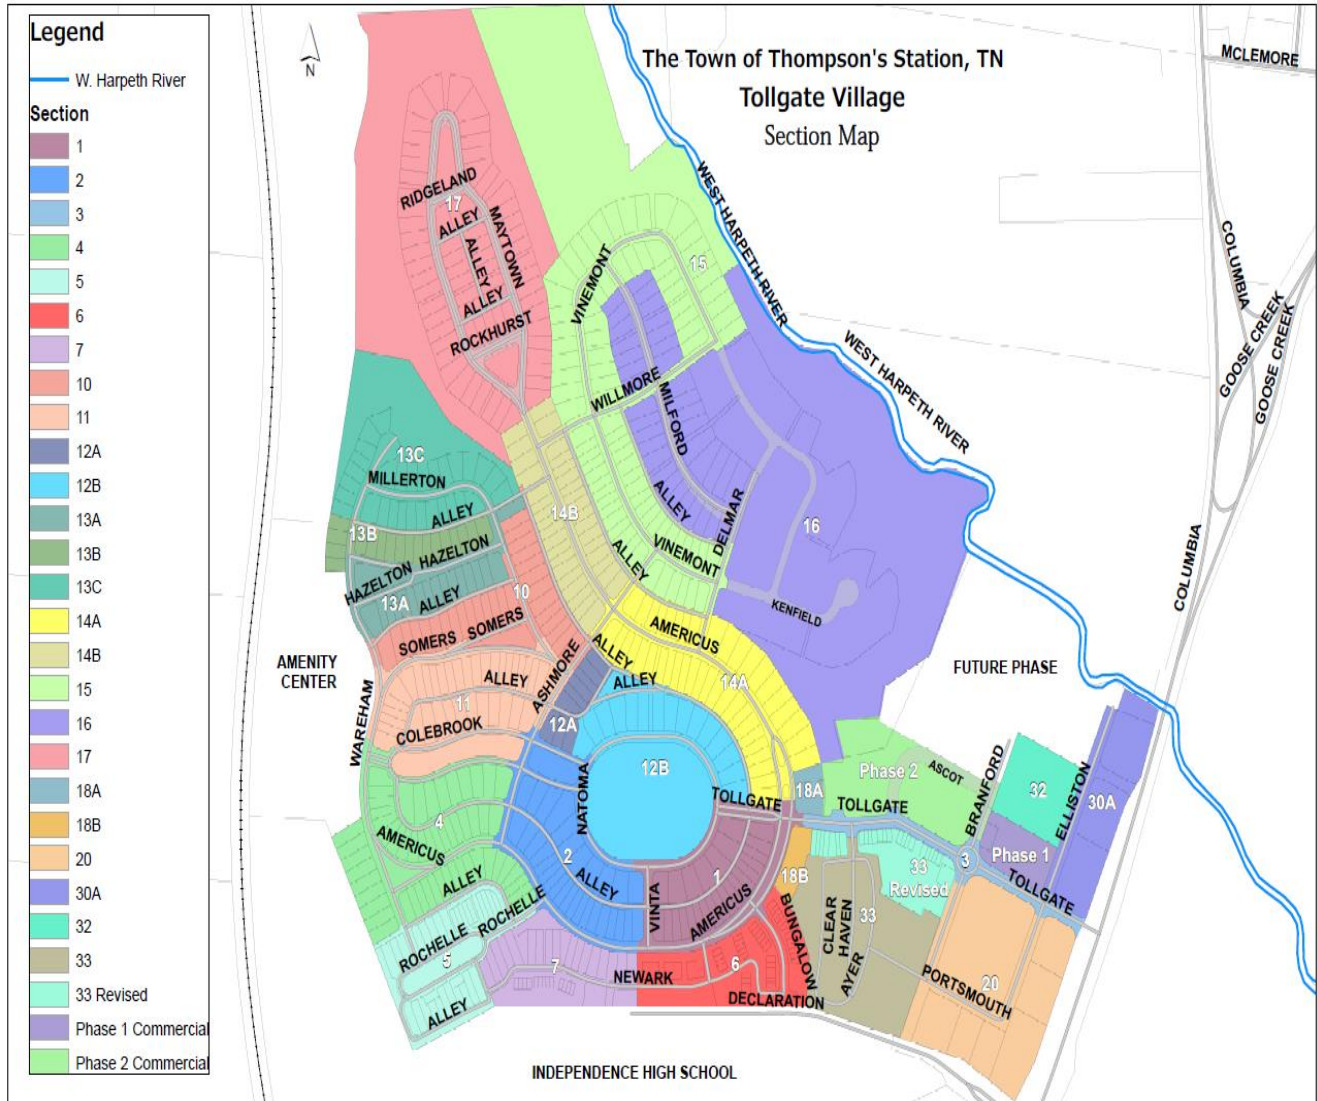 Legend
W. Harpeth River
Section
1
2
3
4
5
6
7
10
11
12A
12B
13A
13B
13C
14A
14B
15
16
17
18A
18B
20
30A
32
33
33 Revised
Phase 1 Commercial
Phase 2 Commercial
N
The Town of Thompson's Station, TN
Tollgate Village
Section Map
MCLEMORE
RIDGELAND
17
ALLEY
MAYTOWN
ALLEY
ALLEY
ROCKHURST
WEST HARPETH RIVER
WEST HARPETH RIVER
COLUMBIA
GOOSE CREEK
GOOSE CREEK
VINEMONT
15
WILLMORE
MILFORD
13C
MILLERTON
ALLEY
13B
14B
ALLEY
DELMAR
16
HAZELTON
HAZELTON
ALLEY
VINEMONT
13A
ALLEY
10
KENFIELD
COLUMBIA
SOMERS
SOMERS
AMERICUS
AMENITY
CENTER
ASHMORE
ALLEY
ALLEY
14A
FUTURE PHASE
ALLEY
11
WAREHAM
COLEBROOK
12A
12B
NATOMA
Phase 2
ASCOT
BRANFORD
18A
TOLLGATE
TOLLGATE
32
ELLISTON
30A
4
AMERICUS
2
ALLEY
1
Phase 1
3
TOLLGATE
33
Revised
ALLEY
VINTA
AMERICUS
18B
BUNGALOW
CLEAR
HAVEN
33
AYER
ROCHELLE
ROCHELLE
5
7
NEWARK
6
DECLARATION
PORTSMOUTH
20
ALLEY
INDEPENDENCE HIGH SCHOOL